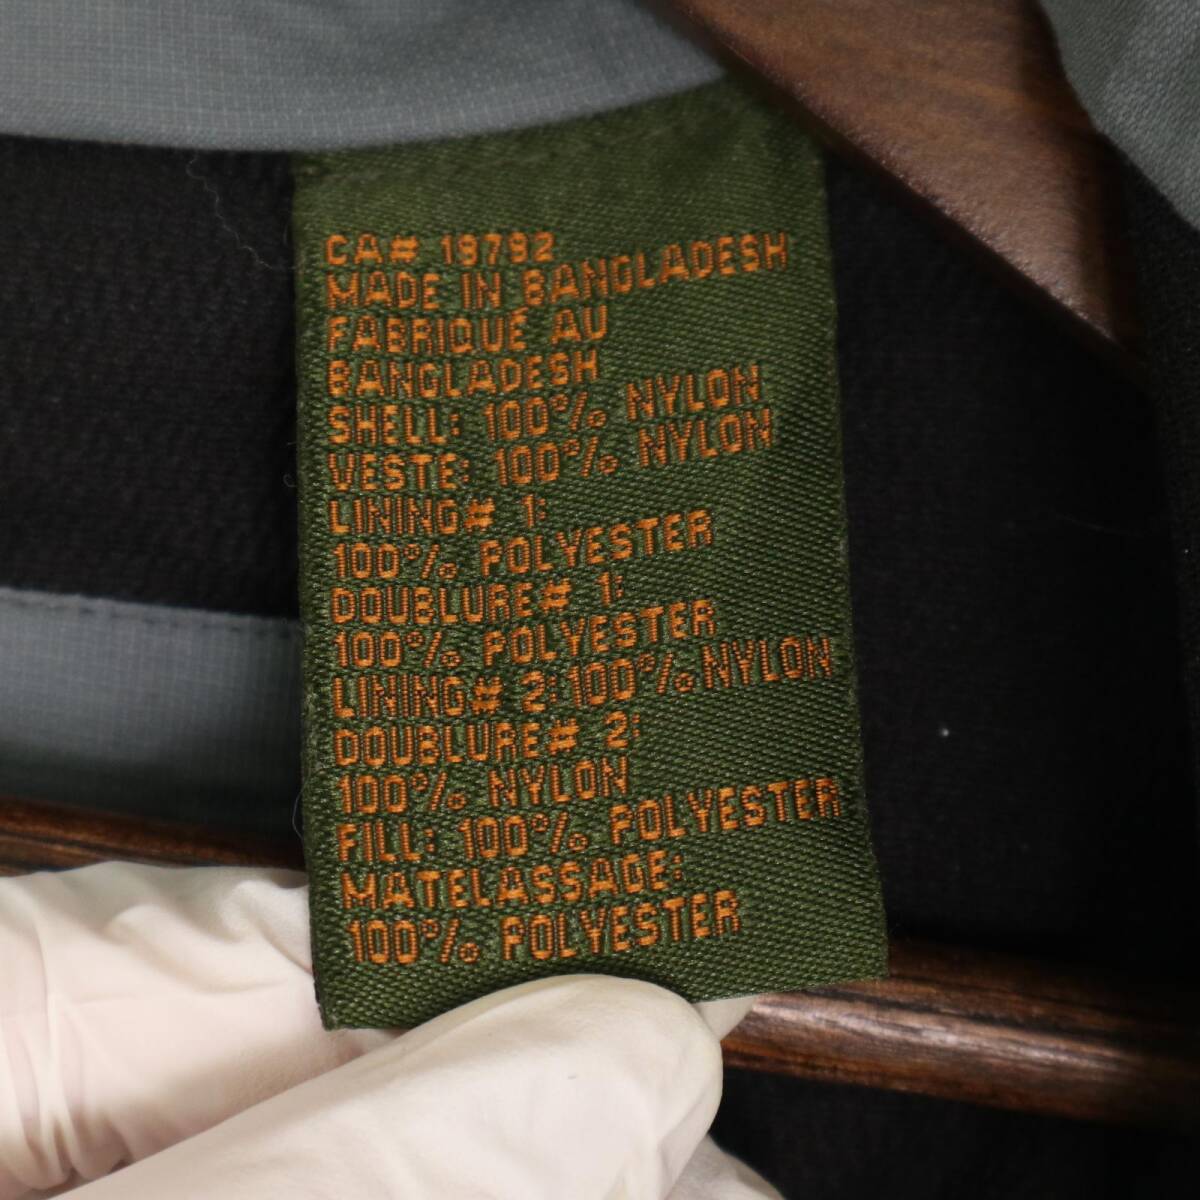 CA# 19792
MADE IN BANGLADESH
FABRIQUÉ AU
BANGLADESH
SHELL: 100% NYLON
VESTE: 100% NYLON
LINING# 1:
100% POLYESTER
DOUBLURE# 1:
100% POLYESTER
LINING# 2: 100% NYLON
DOUBLURE# 2:
100% NYLON
FILL: 100% POLYESTER
MATELASSAGE:
100% POLYESTER